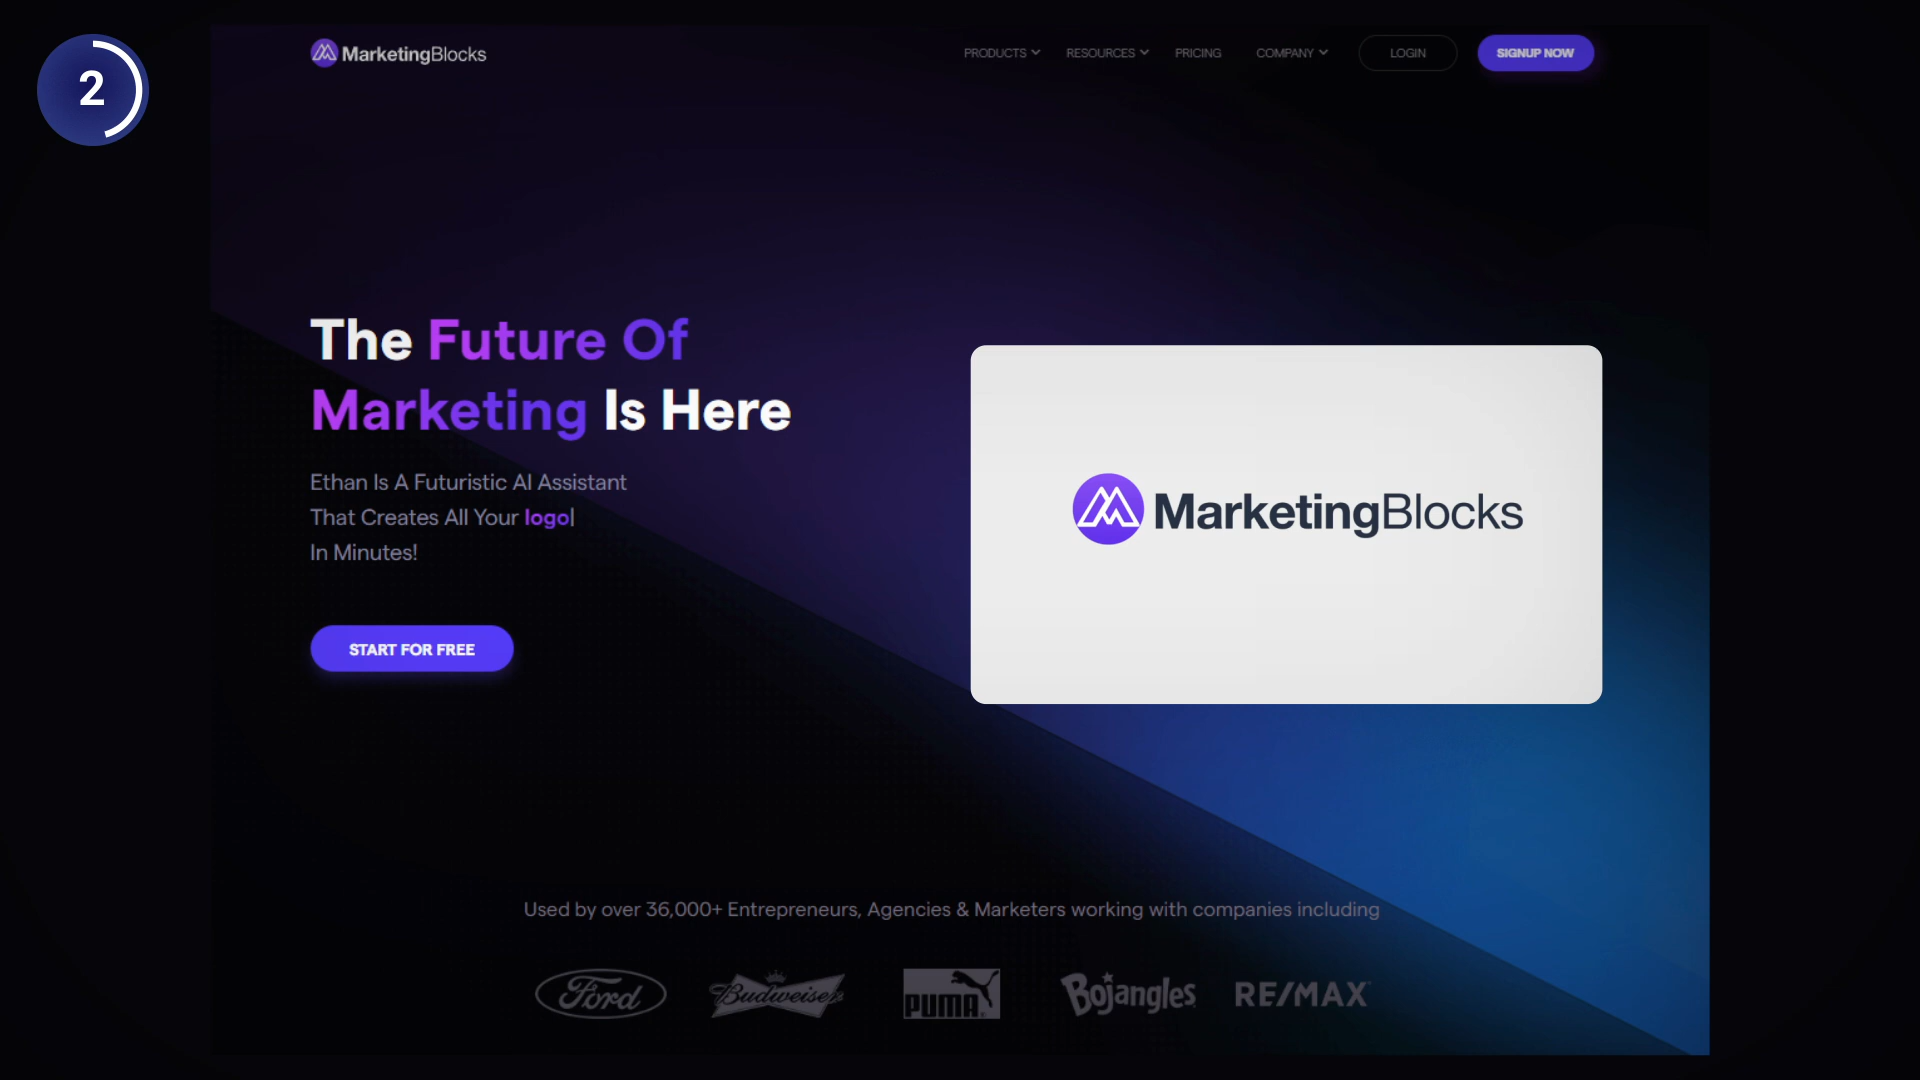 2
MarketingBlocks
PRODUCTS RESOURCES PRICING COMPANY LOGIN SIGNUP NOW
The Future Of
Marketing Is Here
Ethan Is A Futuristic AI Assistant
That Creates All Your logo|
In Minutes!
START FOR FREE
MarketingBlocks
Used by over 36,000+ Entrepreneurs, Agencies & Marketers working with companies including
Ford Budweiser PUMA Bojangles RE/MAX